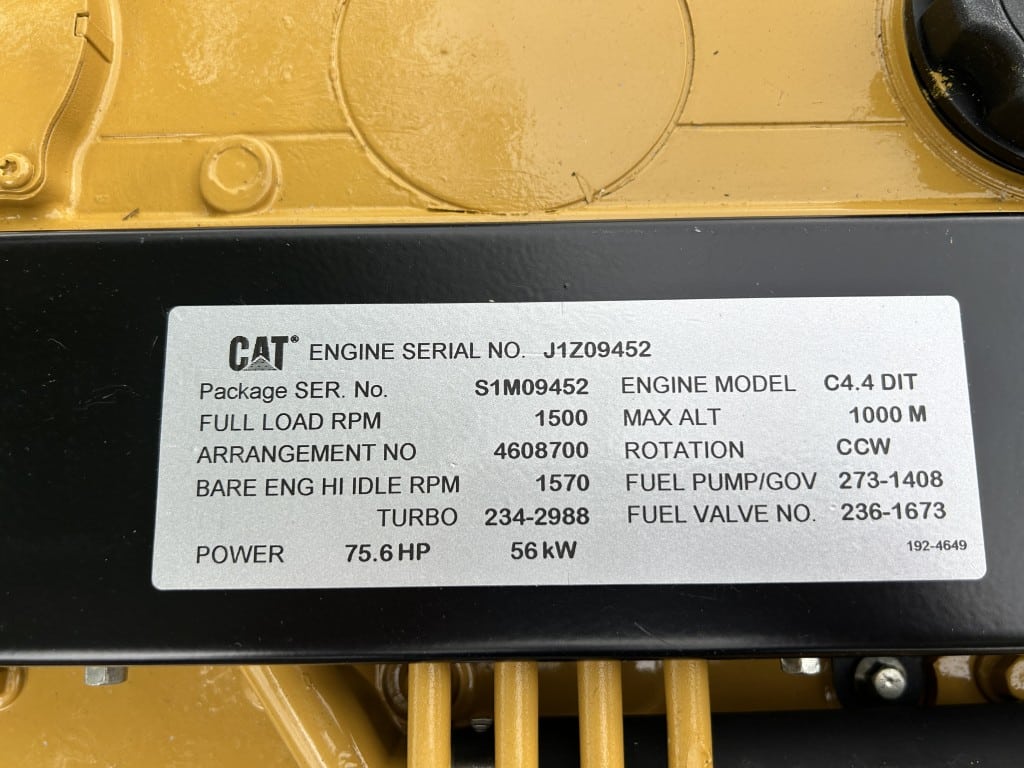 CAT® ENGINE SERIAL NO. J1Z09452
Package SER. No. S1M09452 ENGINE MODEL C4.4 DIT
FULL LOAD RPM 1500 MAX ALT 1000 M
ARRANGEMENT NO 4608700 ROTATION CCW
BARE ENG HI IDLE RPM 1570 FUEL PUMP/GOV 273-1408
TURBO 234-2988 FUEL VALVE NO. 236-1673
POWER 75.6 HP 56 kW 192-4649